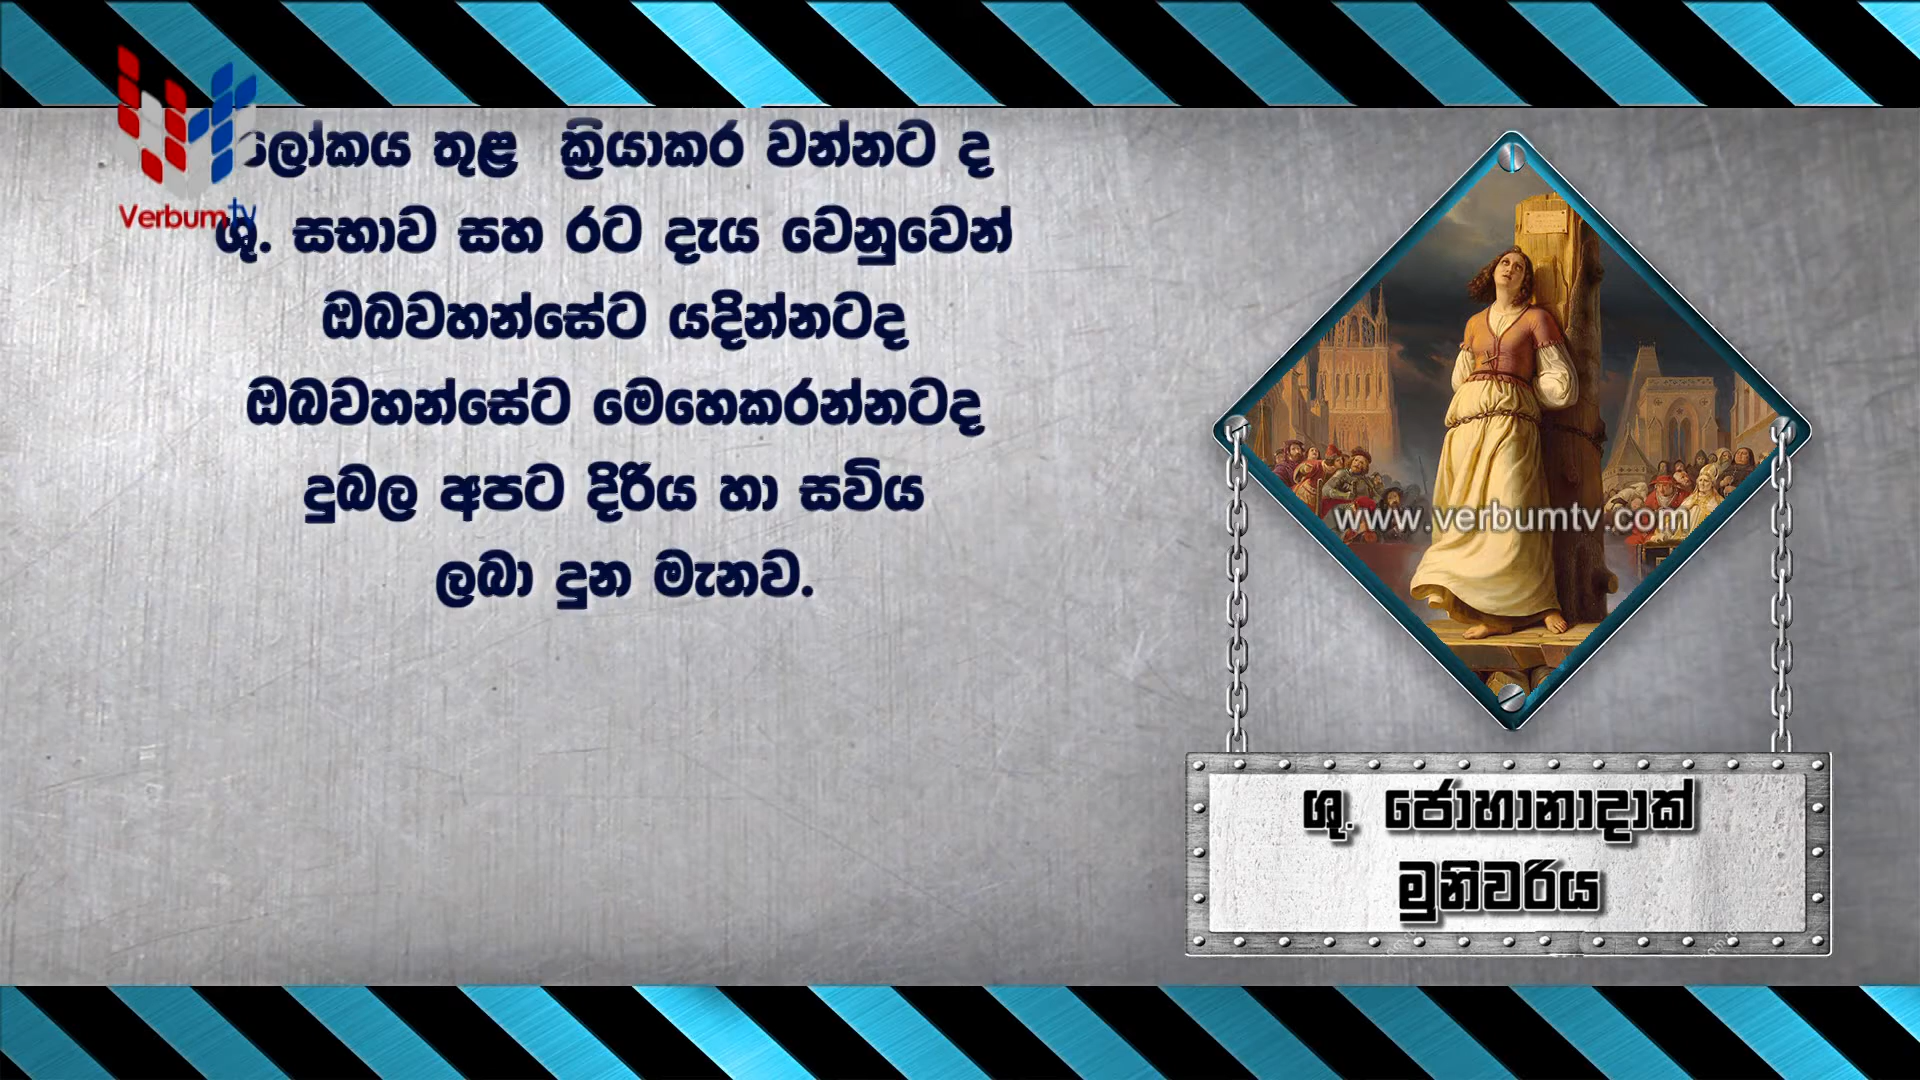 ලෝකය තුළ ක්‍රියාකර වන්නට ද
ශු. සභාව සහ රට දැය වෙනුවෙන්
ඔබවහන්සේට යදින්නටද
ඔබවහන්සේට මෙහෙකරන්නටද
දුබල අපට දිරිය හා සවිය
ලබා දුන මැනව.
Verbum tv
www.verbumtv.com
ශු. ජොහානාදාක්
මුනිවරිය